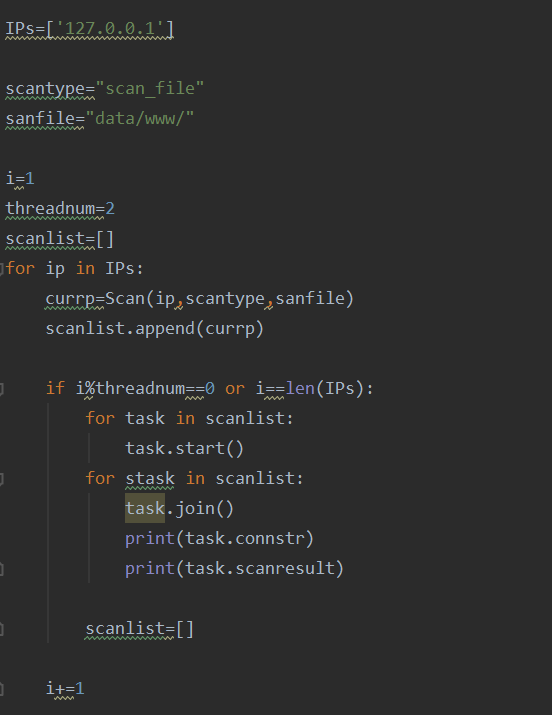 IPs=['127.0.0.1']
scantype="scan_file"
sanfile="data/www/"
i=1
threadnum=2
scanlist=[]
for ip in IPs:
    currp=Scan(ip,scantype,sanfile)
    scanlist.append(currp)
    if i%threadnum==0 or i==len(IPs):
        for task in scanlist:
            task.start()
        for stask in scanlist:
            task.join()
            print(task.connstr)
            print(task.scanresult)
        scanlist=[]
    i+=1